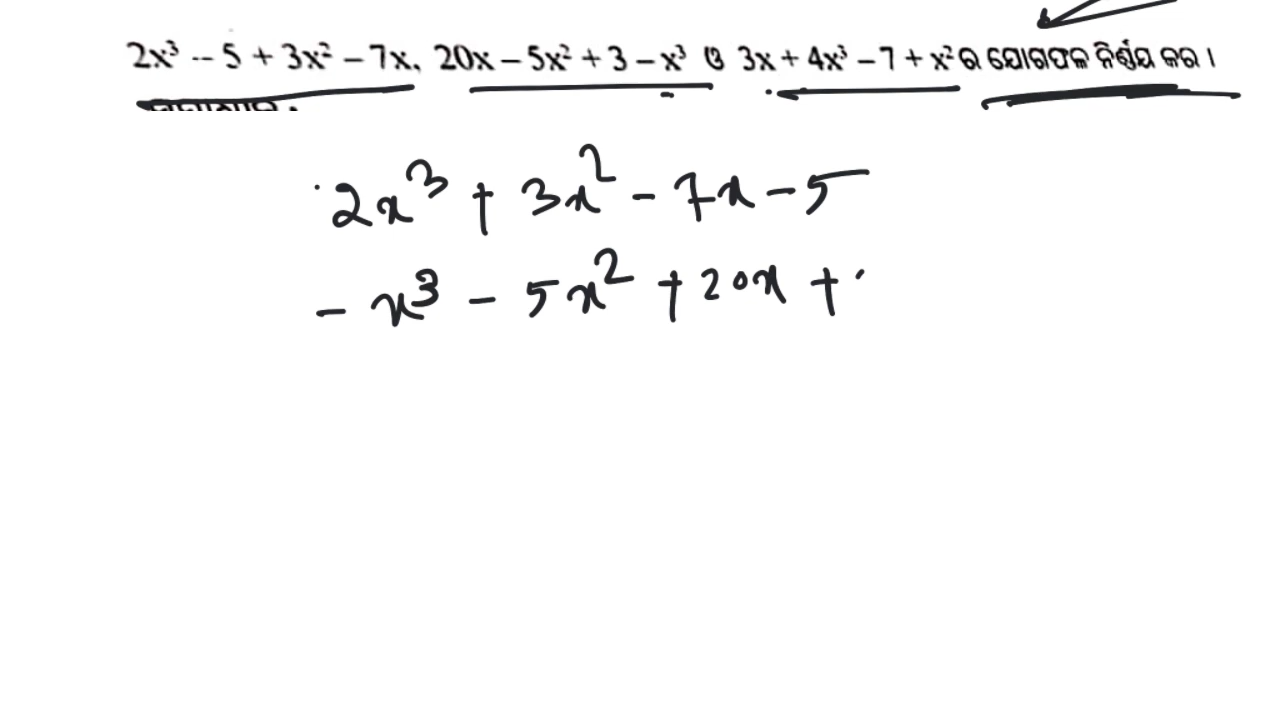 2x³ -- 5 + 3x² – 7x, 20x – 5x² + 3 – x³ ଓ 3x + 4x³ – 7 + x² ର ଯୋଗଫଳ ନିର୍ଣ୍ଣୟ କର ।
2x³ + 3x² - 7x - 5
- x³ - 5x² + 20x +